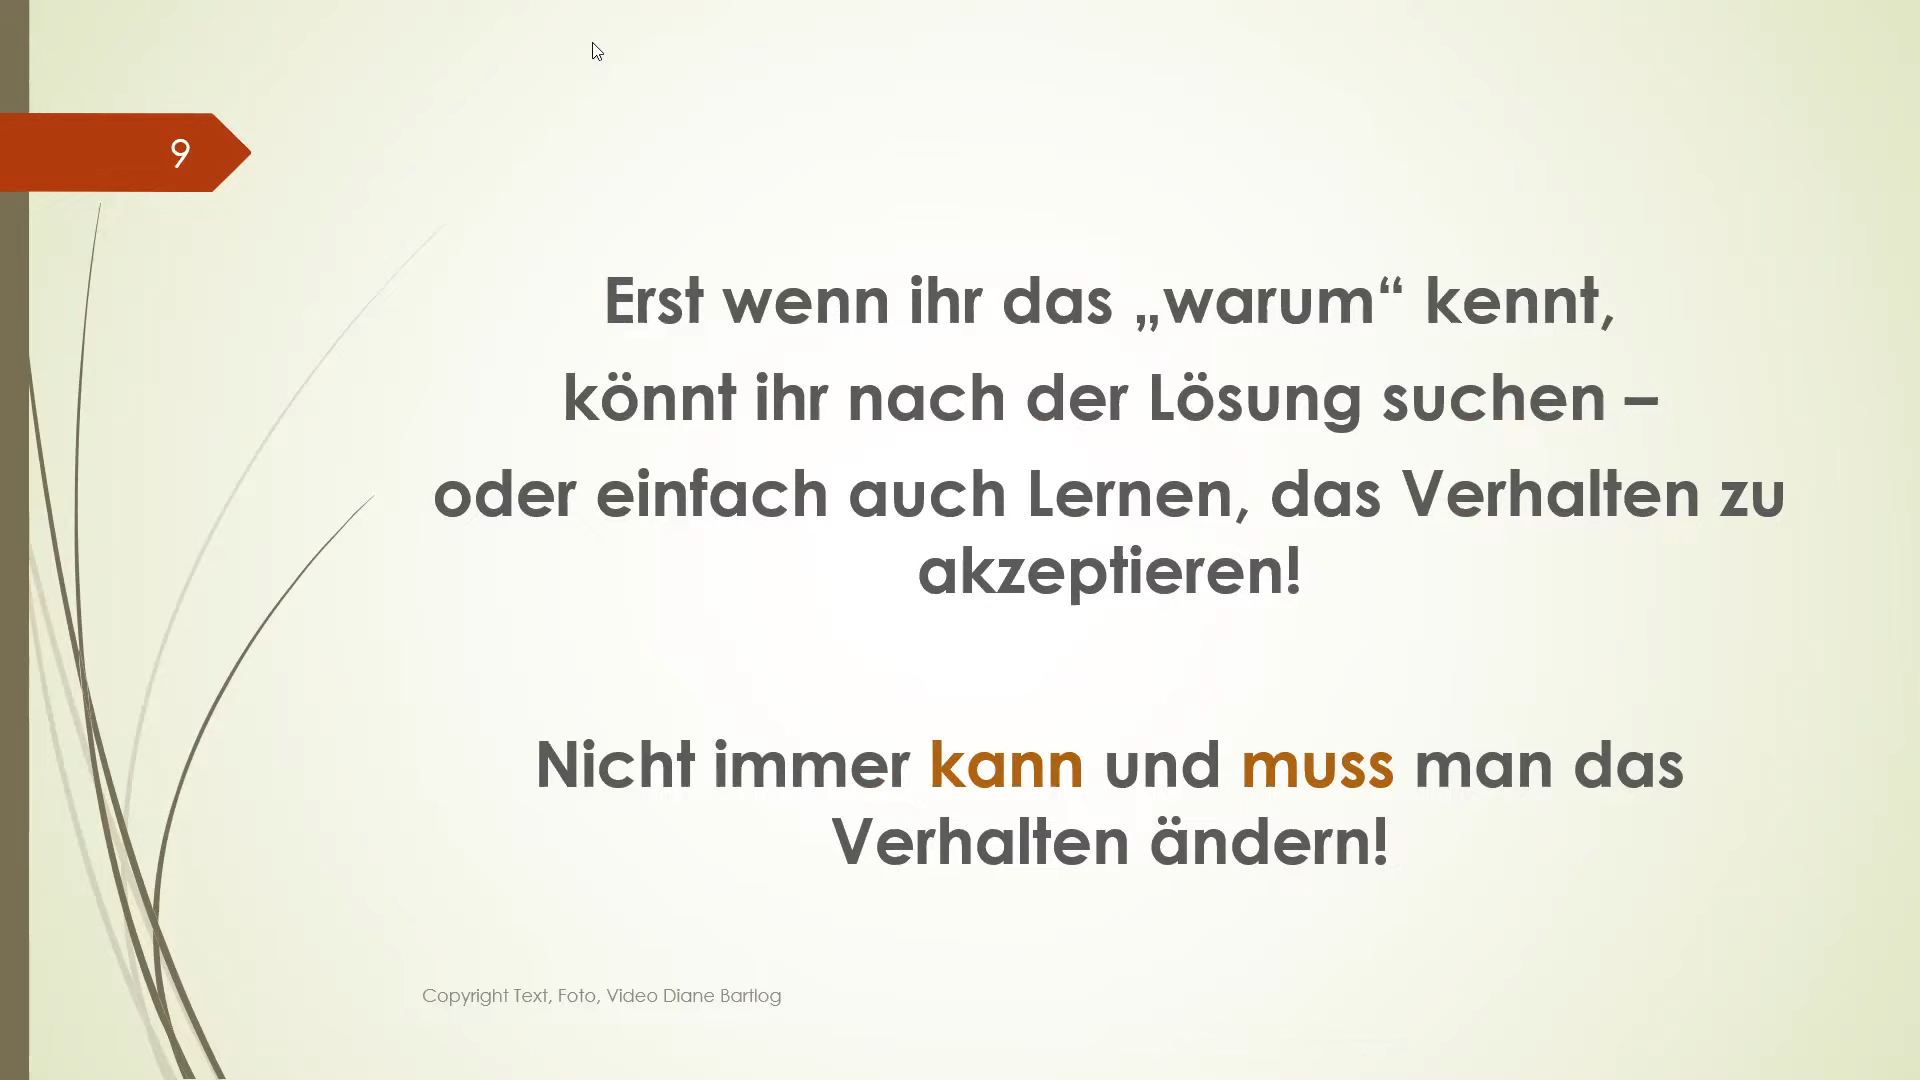 9
Erst wenn ihr das „warum“ kennt,
könnt ihr nach der Lösung suchen –
oder einfach auch Lernen, das Verhalten zu
akzeptieren!
Nicht immer kann und muss man das
Verhalten ändern!
Copyright Text, Foto, Video Diane Bartlog